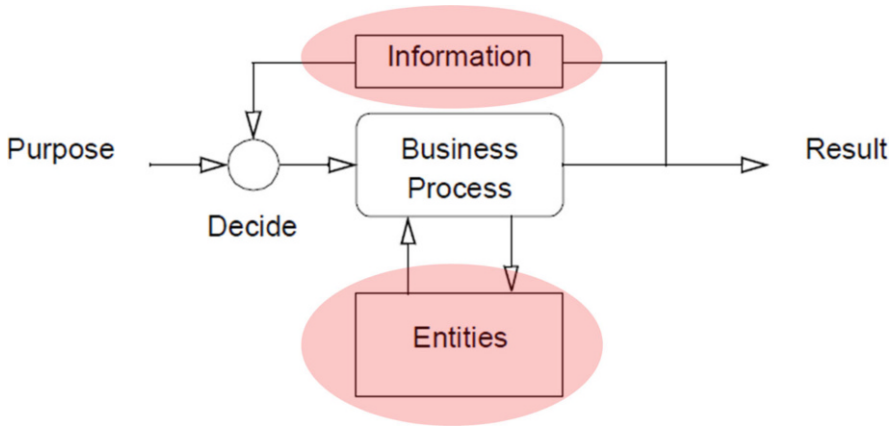 Information
Purpose
Business
Process
Result
Decide
Entities